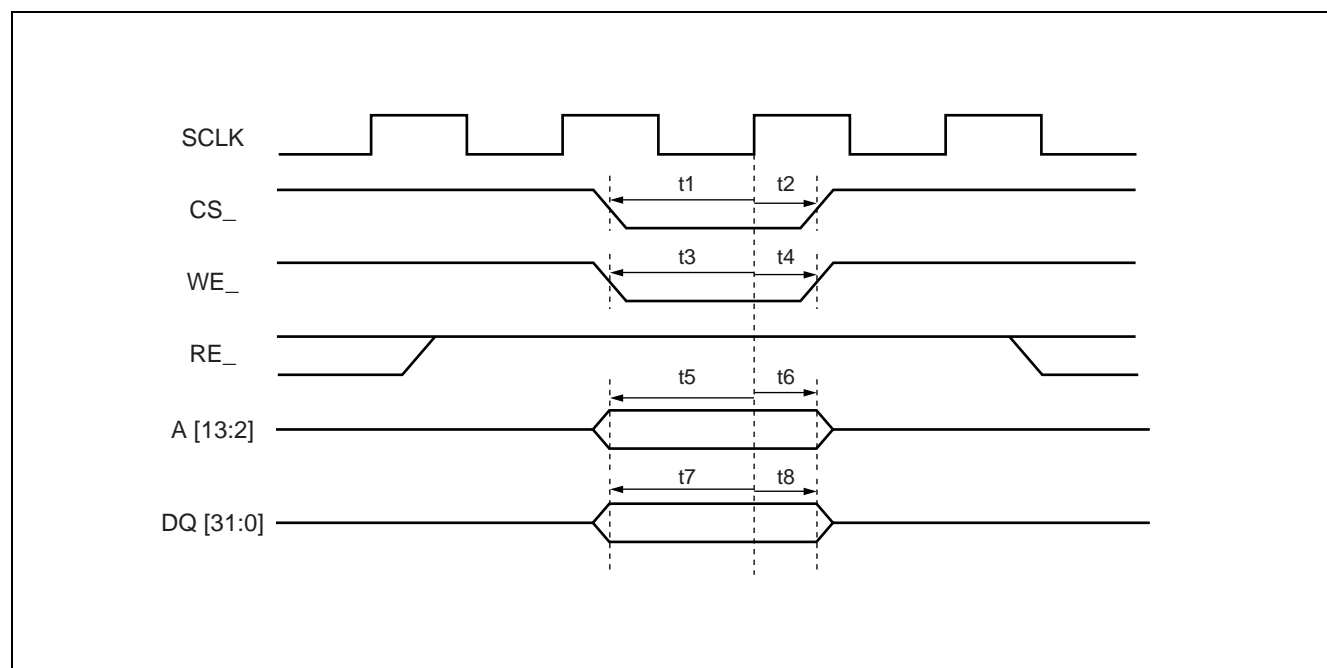 SCLK
t1 t2
CS_
t3 t4
WE_
RE_
t5 t6
A [13:2]
t7 t8
DQ [31:0]